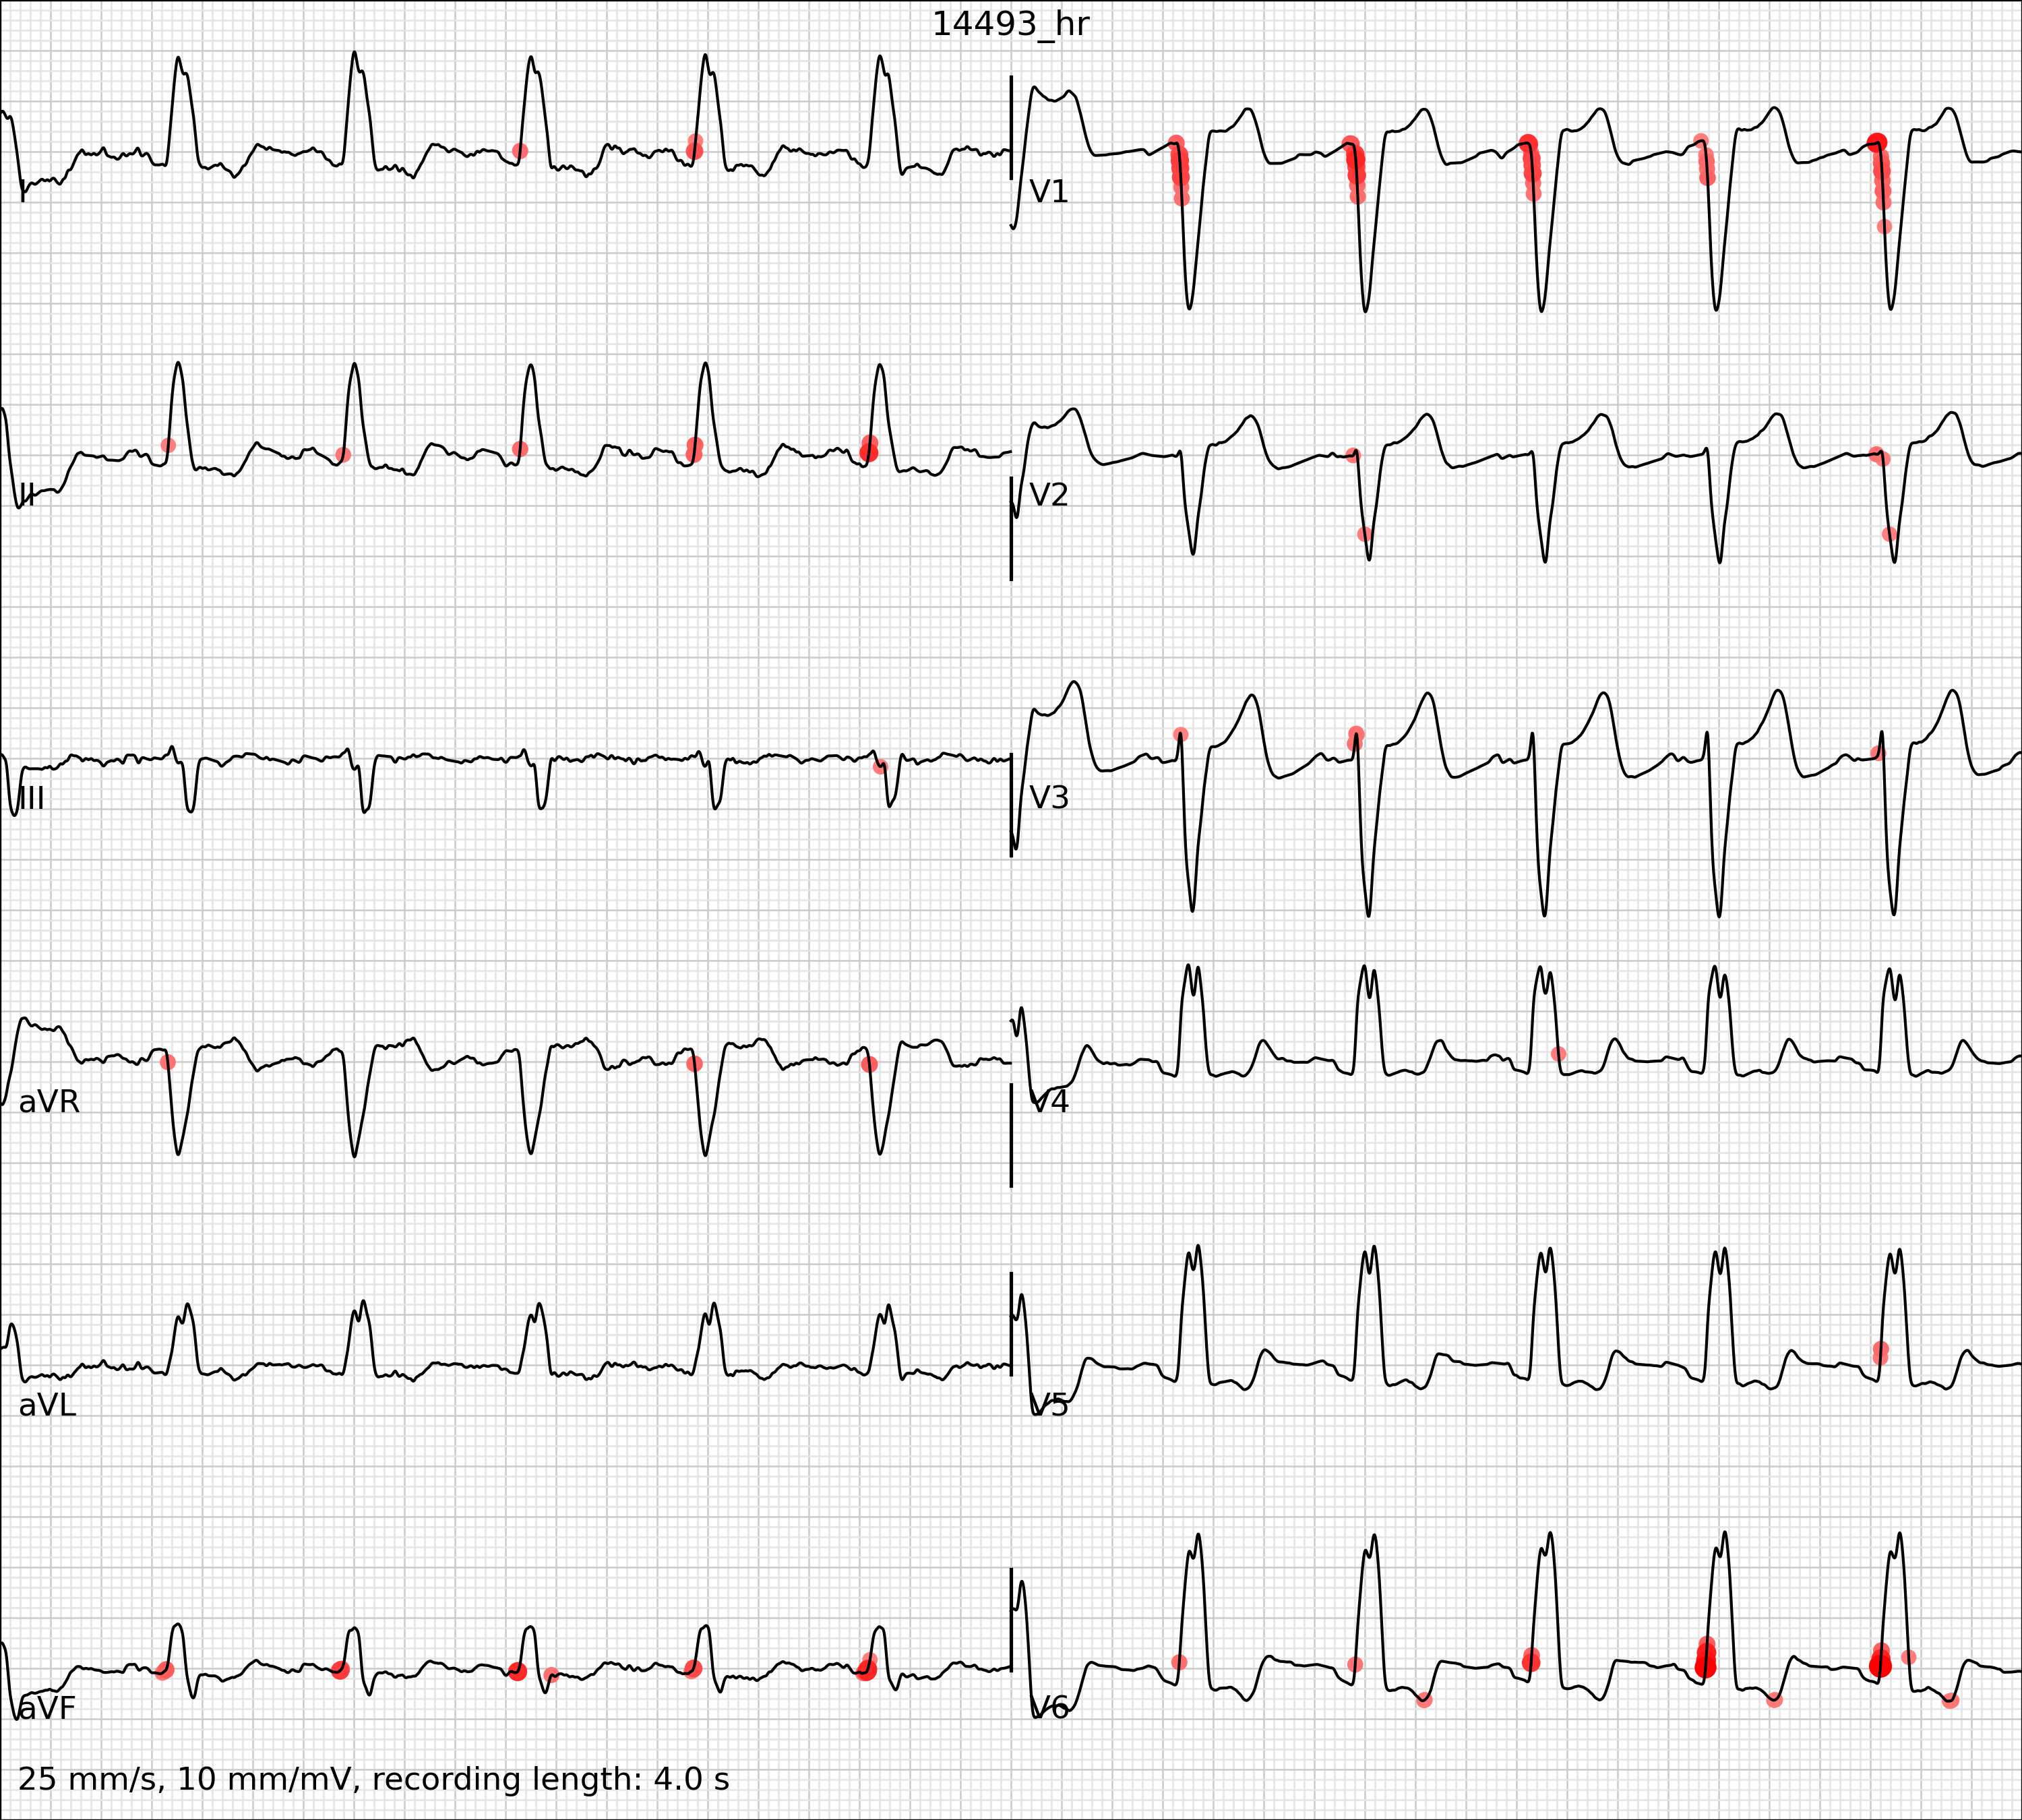 14493_hr
I
V1
II
V2
III
V3
aVR
V4
aVL
V5
aVF
V6
25 mm/s, 10 mm/mV, recording length: 4.0 s